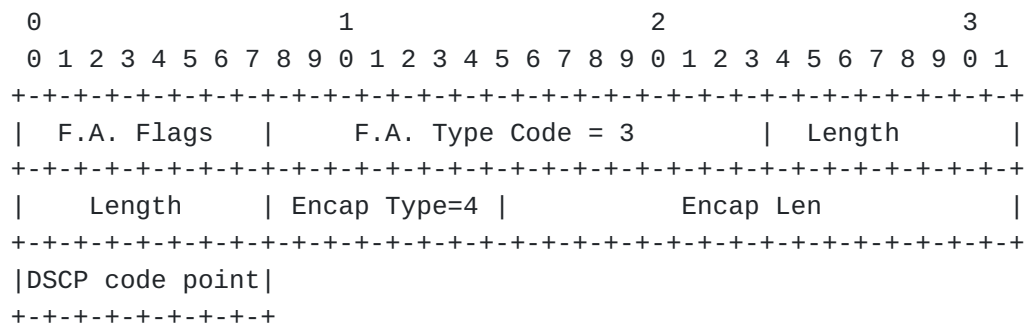 0                   1                   2                   3
 0 1 2 3 4 5 6 7 8 9 0 1 2 3 4 5 6 7 8 9 0 1 2 3 4 5 6 7 8 9 0 1
+-+-+-+-+-+-+-+-+-+-+-+-+-+-+-+-+-+-+-+-+-+-+-+-+-+-+-+-+-+-+-+-+
|  F.A. Flags   |     F.A. Type Code = 3        |  Length       |
+-+-+-+-+-+-+-+-+-+-+-+-+-+-+-+-+-+-+-+-+-+-+-+-+-+-+-+-+-+-+-+-+
|    Length     | Encap Type=4 |           Encap Len            |
+-+-+-+-+-+-+-+-+-+-+-+-+-+-+-+-+-+-+-+-+-+-+-+-+-+-+-+-+-+-+-+-+
|DSCP code point|
+-+-+-+-+-+-+-+-+